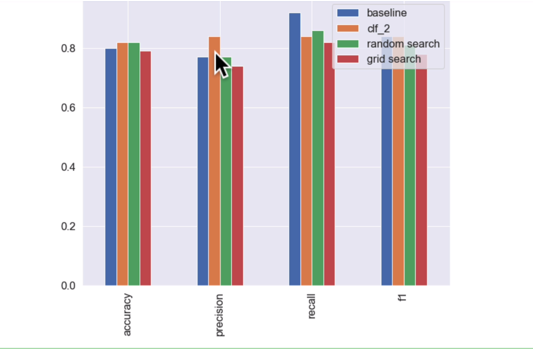 baseline
clf_2
random search
grid search
0.8
0.6
0.4
0.2
0.0
accuracy
precision
recall
f1